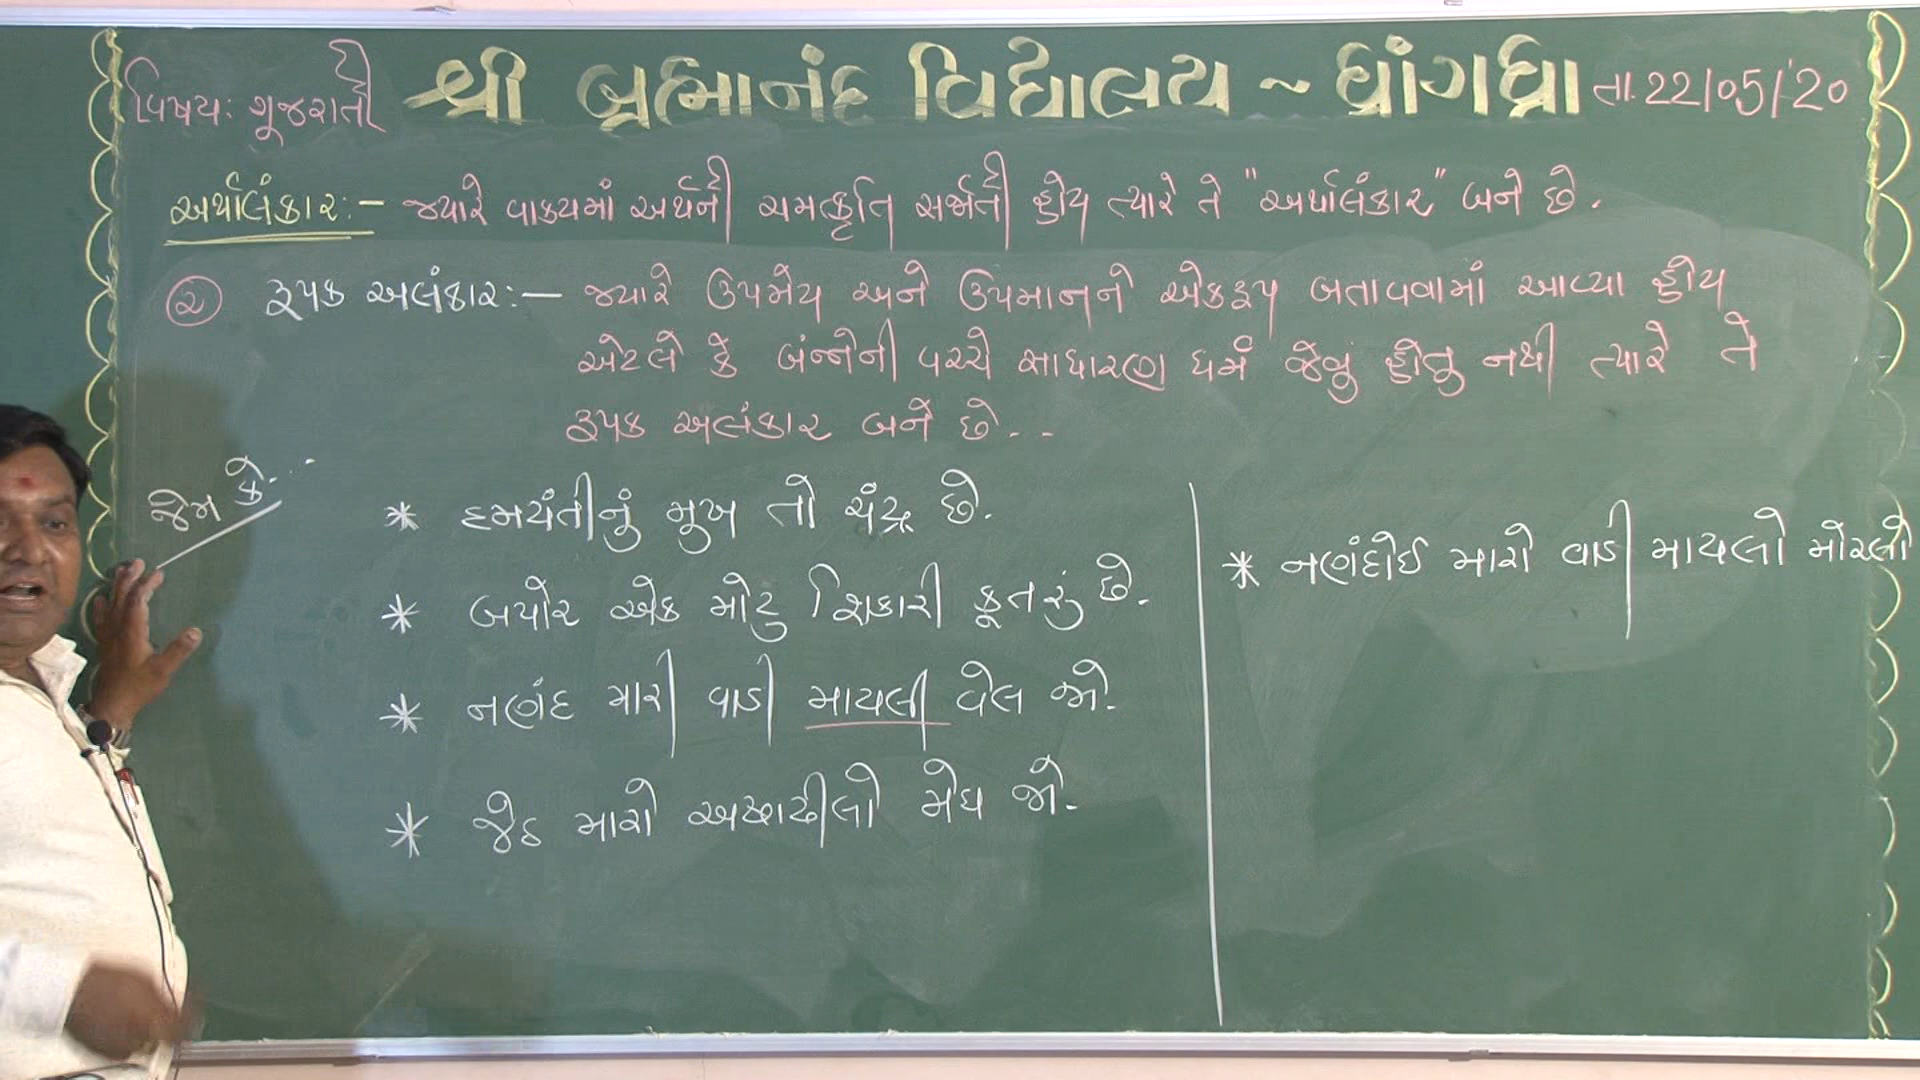 વિષય: ગૂજરાતી શ્રી બ્રહ્માનંદ વિદ્યાલય ~ ધ્રાંગધ્રા તા. 22/05/'20
અર્થાલંકાર:- જ્યારે વાક્યમાં અર્થની ચમત્કૃતિ સર્જાતી હોય ત્યારે તે "અર્થાલંકાર" બને છે.
૨ રૂપક અલંકાર:- જ્યારે ઉપમેય અને ઉપમાનને એકરૂપ બતાવવામાં આવ્યા હોય
એટલે કે બંન્નેની વચ્ચે સાધારણ ધર્મ જેવું હોતુ નથી ત્યારે તે
રૂપક અલંકાર બને છે..
જેમ કે...
* દમયંતીનું મુખ તો ચંદ્ર છે.
* બપોર એક મોટુ શિકારી કૂતરું છે.
* નણંદ મારી વાડી માયલી વેલ જો.
* જેઠ મારો અષાઢીલો મેઘ જો.
* નણંદોઈ મારો વાડી માયલો મોરલો